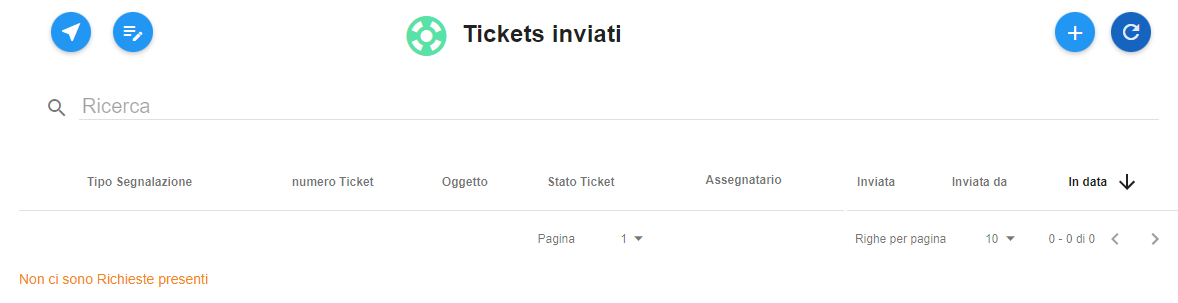 Tickets inviati
Ricerca
Tipo Segnalazione numero Ticket Oggetto Stato Ticket Assegnatario Inviata Inviata da In data
Pagina 1 Righe per pagina 10 0 - 0 di 0
Non ci sono Richieste presenti